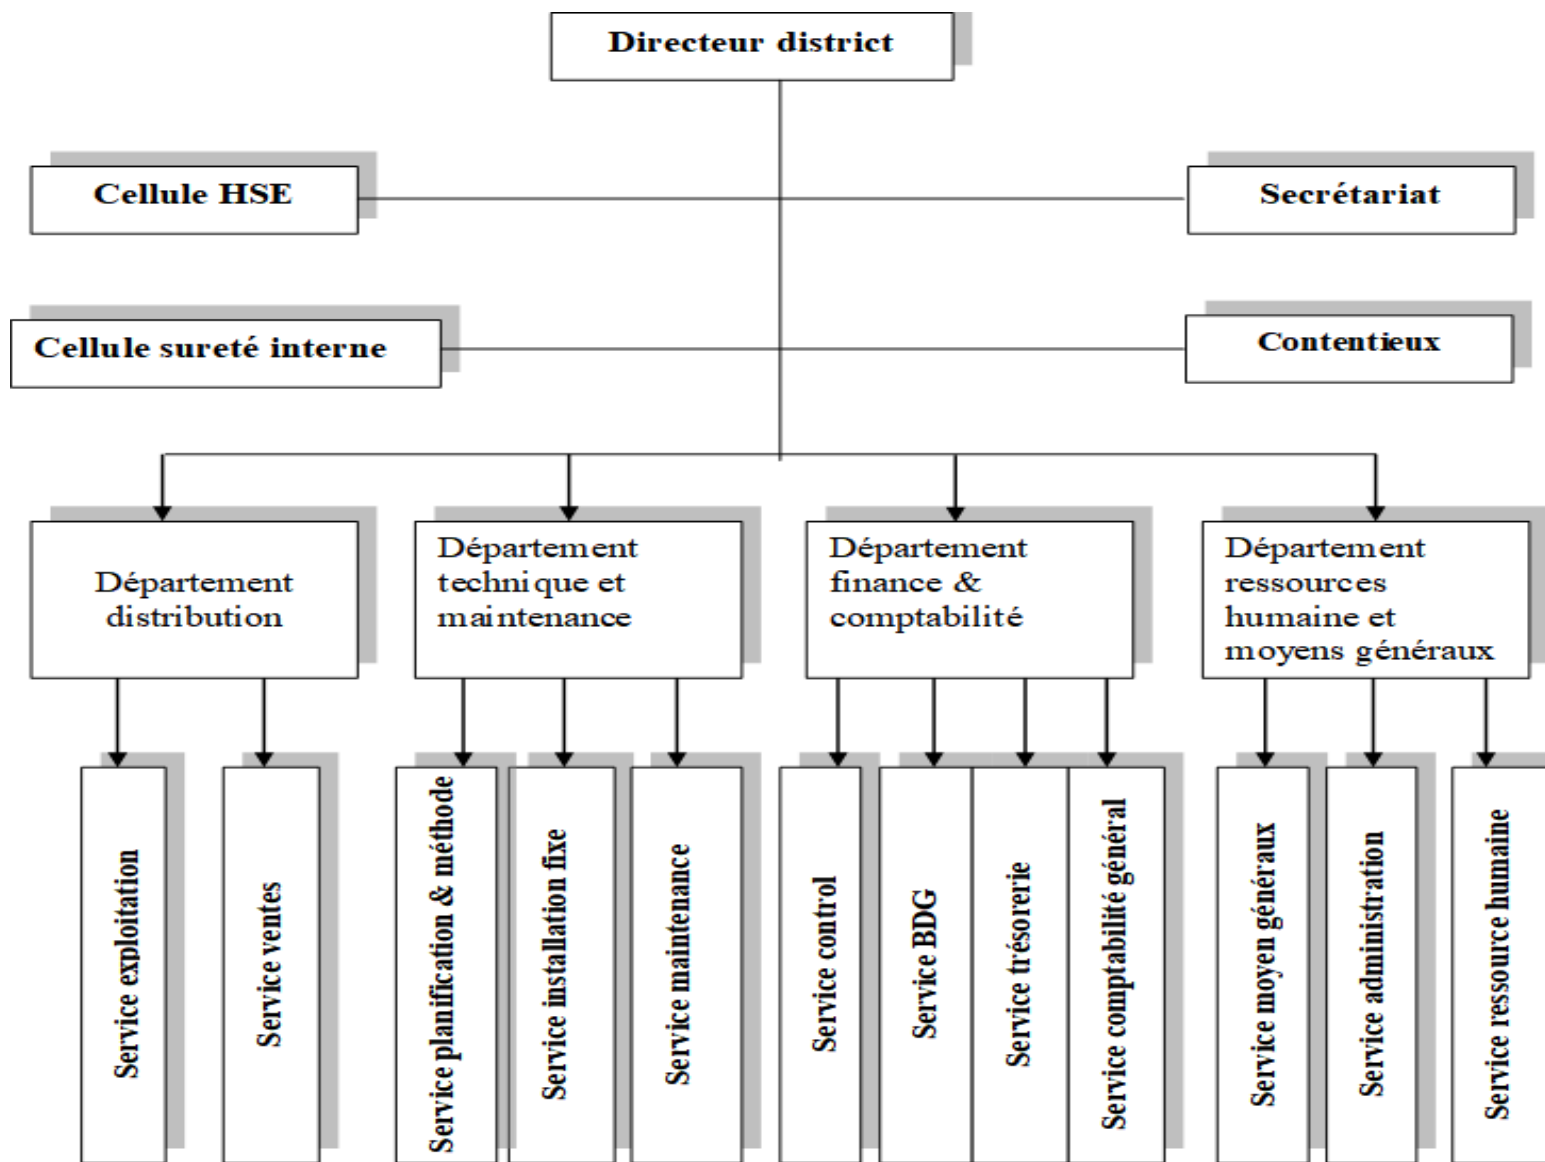 Directeur district
Cellule HSE
Secrétariat
Cellule sureté interne
Contentieux
Département
distribution
Département
technique et
maintenance
Département
finance &
comptabilité
Département
ressources
humaine et
moyens généraux
Service exploitation
Service ventes
Service planification & méthode
Service installation fixe
Service maintenance
Service control
Service BDG
Service trésorerie
Service comptabilité général
Service moyen généraux
Service administration
Service ressource humaine